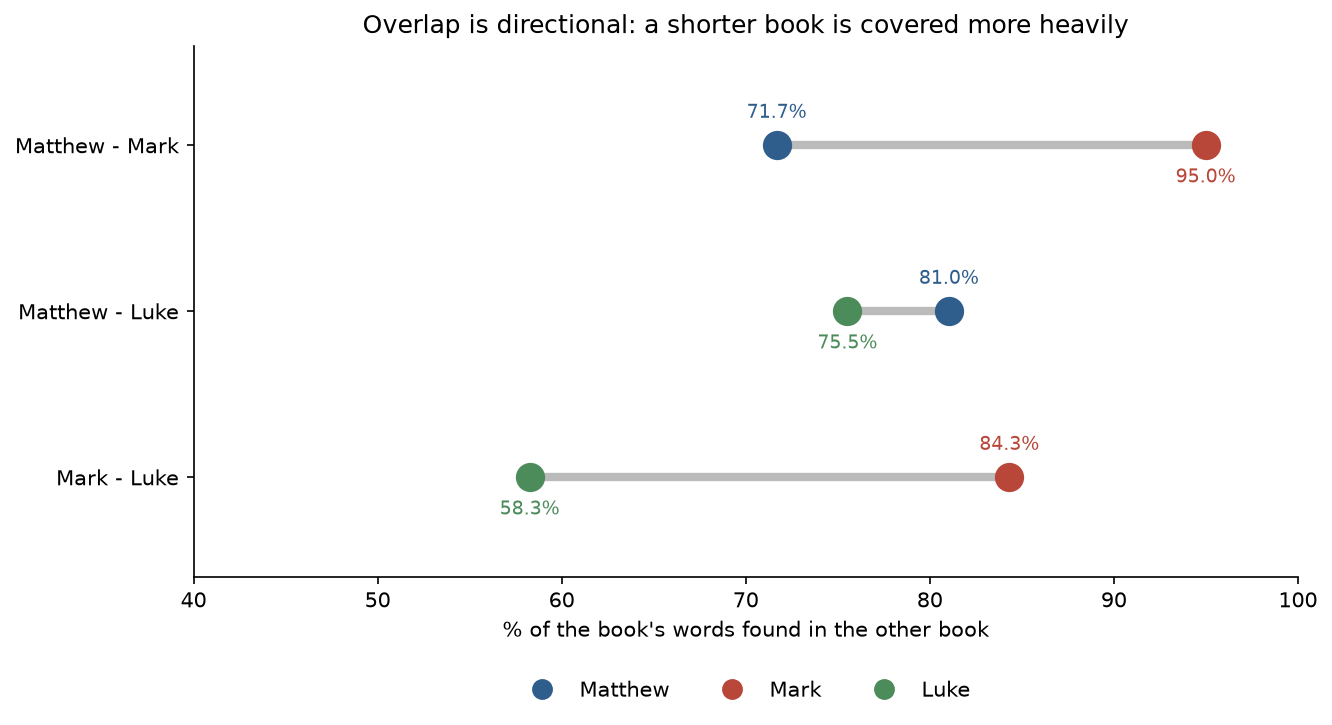 Overlap is directional: a shorter book is covered more heavily
71.7%
Matthew - Mark
95.0%
81.0%
Matthew - Luke
75.5%
84.3%
Mark - Luke
58.3%
40 50 60 70 80 90 100
% of the book's words found in the other book
Matthew Mark Luke